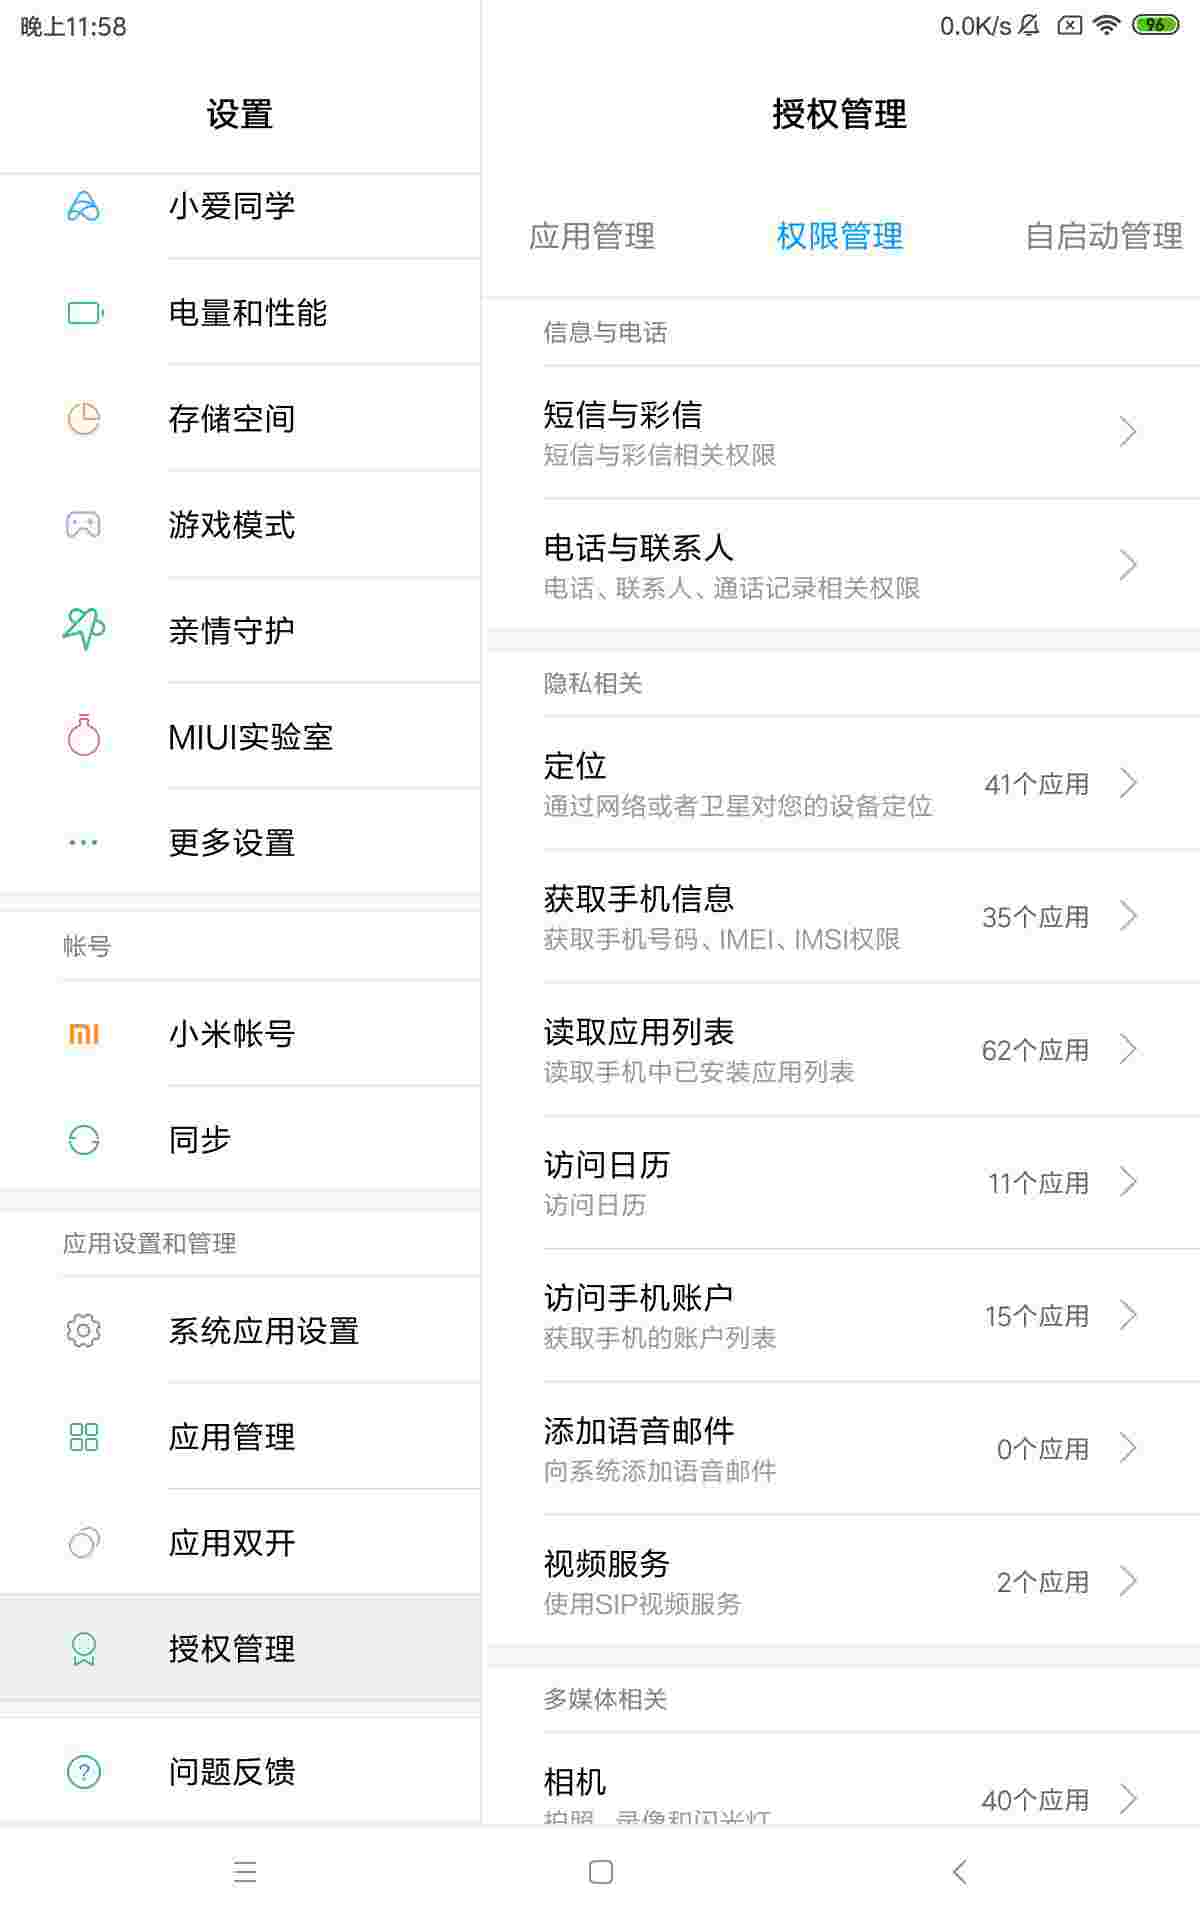 晚上11:58
0.0K/s
96
设置
小爱同学
电量和性能
存储空间
游戏模式
亲情守护
MIUI实验室
更多设置
帐号
小米帐号
同步
应用设置和管理
系统应用设置
应用管理
应用双开
授权管理
问题反馈
授权管理
应用管理
权限管理
自启动管理
信息与电话
短信与彩信
短信与彩信相关权限
电话与联系人
电话、联系人、通话记录相关权限
隐私相关
定位
通过网络或者卫星对您的设备定位
41个应用
获取手机信息
获取手机号码、IMEI、IMSI权限
35个应用
读取应用列表
读取手机中已安装应用列表
62个应用
访问日历
访问日历
11个应用
访问手机账户
获取手机的账户列表
15个应用
添加语音邮件
向系统添加语音邮件
0个应用
视频服务
使用SIP视频服务
2个应用
多媒体相关
相机
拍照、录像和闪光灯
40个应用